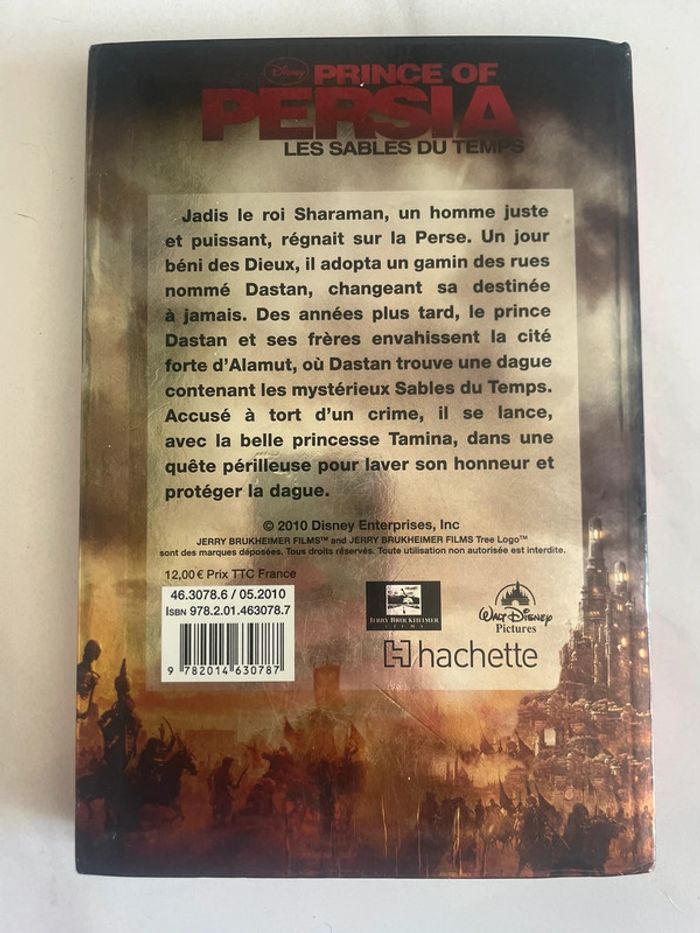 Disney
PRINCE OF
PERSIA
LES SABLES DU TEMPS
Jadis le roi Sharaman, un homme juste
et puissant, régnait sur la Perse. Un jour
béni des Dieux, il adopta un gamin des rues
nommé Dastan, changeant sa destinée
à jamais. Des années plus tard, le prince
Dastan et ses frères envahissent la cité
forte d'Alamut, où Dastan trouve une dague
contenant les mystérieux Sables du Temps.
Accusé à tort d'un crime, il se lance,
avec la belle princesse Tamina, dans une
quête périlleuse pour laver son honneur et
protéger la dague.
© 2010 Disney Enterprises, Inc
JERRY BRUKHEIMER FILMS™ and JERRY BRUKHEIMER FILMS Tree Logo™
sont des marques déposées. Tous droits réservés. Toute utilisation non autorisée est interdite.
12,00 € Prix TTC France
46.3078.6 / 05.2010
ISBN 978.2.01.463078.7
9 782014 630787
JERRY BRUCKHEIMER
FILMS
WALT DISNEY
Pictures
hachette